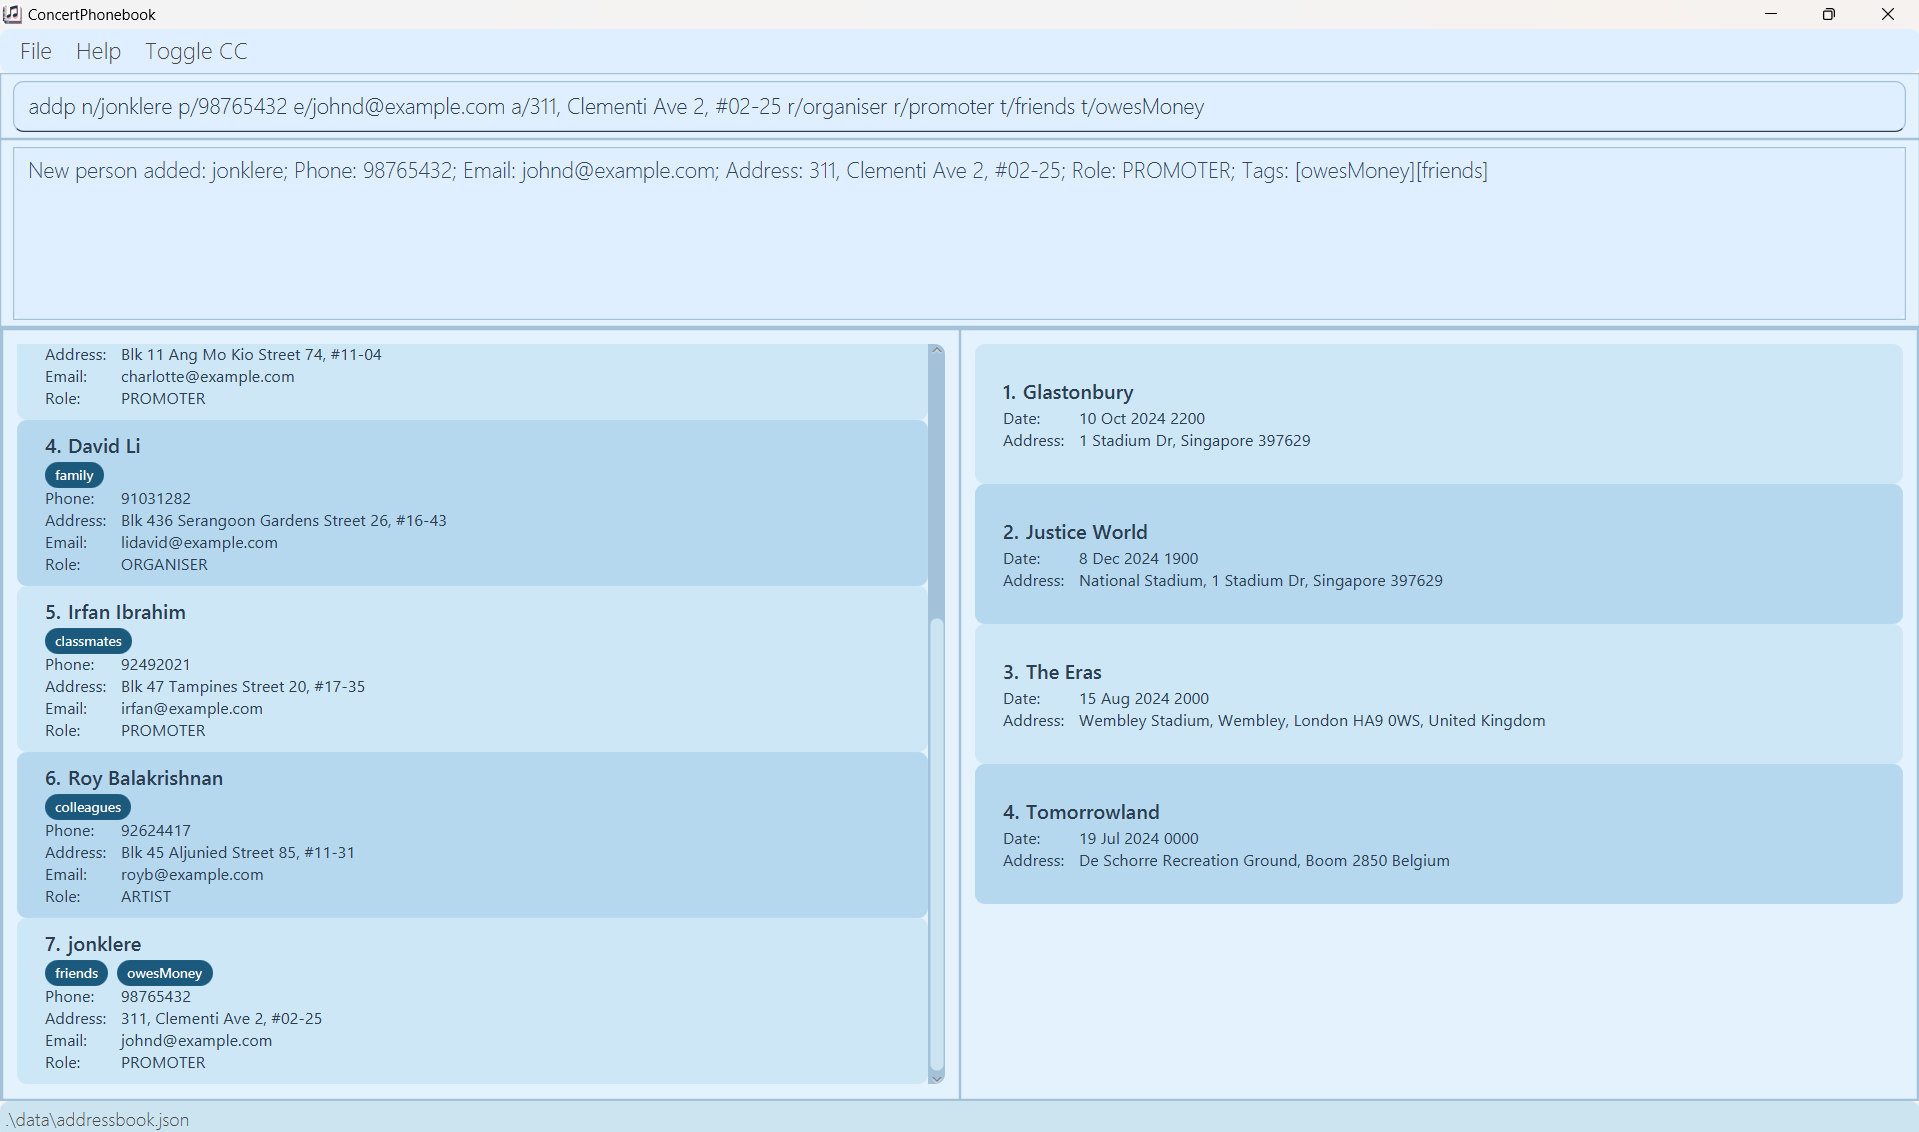 ConcertPhonebook
File Help Toggle CC
addp n/jonklere p/98765432 e/johnd@example.com a/311, Clementi Ave 2, #02-25 r/organiser r/promoter t/friends t/owesMoney
New person added: jonklere; Phone: 98765432; Email: johnd@example.com; Address: 311, Clementi Ave 2, #02-25; Role: PROMOTER; Tags: [owesMoney][friends]
Address: Blk 11 Ang Mo Kio Street 74, #11-04
Email: charlotte@example.com
Role: PROMOTER
4. David Li
family
Phone: 91031282
Address: Blk 436 Serangoon Gardens Street 26, #16-43
Email: lidavid@example.com
Role: ORGANISER
5. Irfan Ibrahim
classmates
Phone: 92492021
Address: Blk 47 Tampines Street 20, #17-35
Email: irfan@example.com
Role: PROMOTER
6. Roy Balakrishnan
colleagues
Phone: 92624417
Address: Blk 45 Aljunied Street 85, #11-31
Email: royb@example.com
Role: ARTIST
7. jonklere
friends owesMoney
Phone: 98765432
Address: 311, Clementi Ave 2, #02-25
Email: johnd@example.com
Role: PROMOTER
1. Glastonbury
Date: 10 Oct 2024 2200
Address: 1 Stadium Dr, Singapore 397629
2. Justice World
Date: 8 Dec 2024 1900
Address: National Stadium, 1 Stadium Dr, Singapore 397629
3. The Eras
Date: 15 Aug 2024 2000
Address: Wembley Stadium, Wembley, London HA9 0WS, United Kingdom
4. Tomorrowland
Date: 19 Jul 2024 0000
Address: De Schorre Recreation Ground, Boom 2850 Belgium
.\data\addressbook.json